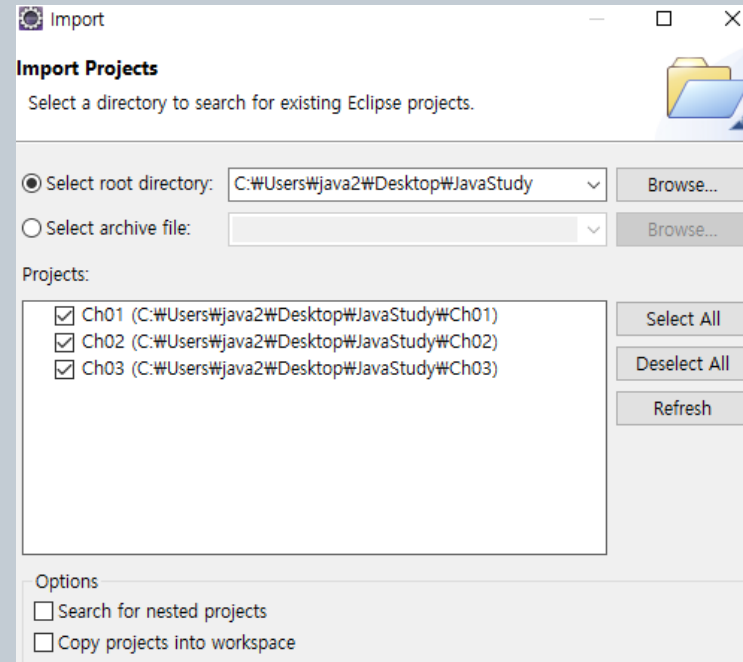 Import
Import Projects
Select a directory to search for existing Eclipse projects.
Select root directory: C:₩Users₩java2₩Desktop₩JavaStudy Browse...
Select archive file: Browse...
Projects:
Ch01 (C:₩Users₩java2₩Desktop₩JavaStudy₩Ch01)
Ch02 (C:₩Users₩java2₩Desktop₩JavaStudy₩Ch02)
Ch03 (C:₩Users₩java2₩Desktop₩JavaStudy₩Ch03)
Select All
Deselect All
Refresh
Options
Search for nested projects
Copy projects into workspace